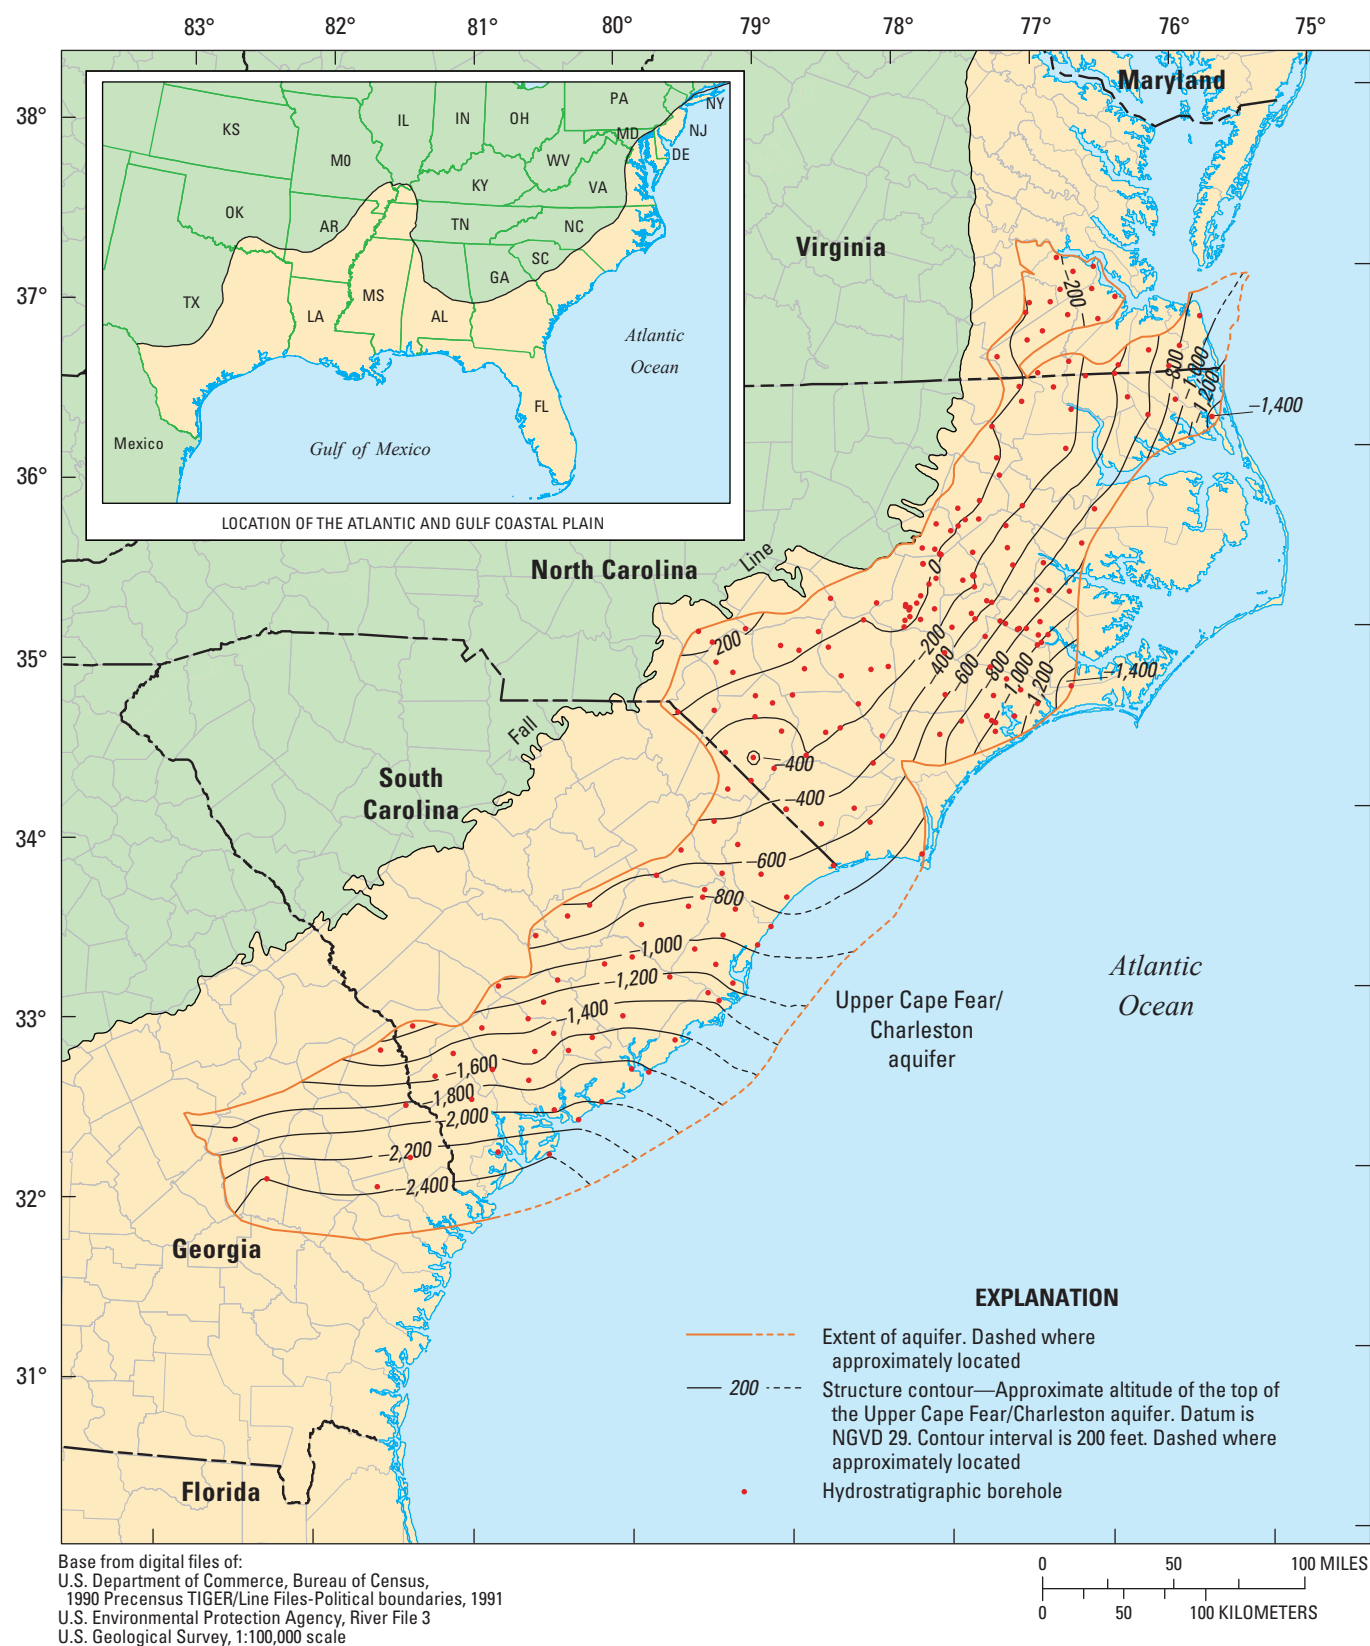 83° 82° 81° 80° 79° 78° 77° 76° 75°
38°
37°
36°
35°
34°
33°
32°
31°
KS
MO
IL
IN
OH
PA
NY
NJ
MD
DE
WV
VA
KY
OK
AR
TN
NC
SC
GA
TX
LA
MS
AL
FL
Mexico
Gulf of Mexico
Atlantic
Ocean
LOCATION OF THE ATLANTIC AND GULF COASTAL PLAIN
Maryland
Virginia
North Carolina
South
Carolina
Georgia
Florida
Fall
Line
–200
–800
–1,000
–1,200
–1,400
0
200
–200
–400
–600
–800
–1,000
–1,200
–1,400
–400
–400
–600
–800
–1,000
–1,200
–1,400
–1,600
–1,800
–2,000
–2,200
–2,400
Upper Cape Fear/
Charleston
aquifer
Atlantic
Ocean
EXPLANATION
Extent of aquifer. Dashed where
approximately located
200
Structure contour—Approximate altitude of the top of
the Upper Cape Fear/Charleston aquifer. Datum is
NGVD 29. Contour interval is 200 feet. Dashed where
approximately located
Hydrostratigraphic borehole
Base from digital files of:
U.S. Department of Commerce, Bureau of Census,
1990 Precensus TIGER/Line Files-Political boundaries, 1991
U.S. Environmental Protection Agency, River File 3
U.S. Geological Survey, 1:100,000 scale
0 50 100 MILES
0 50 100 KILOMETERS